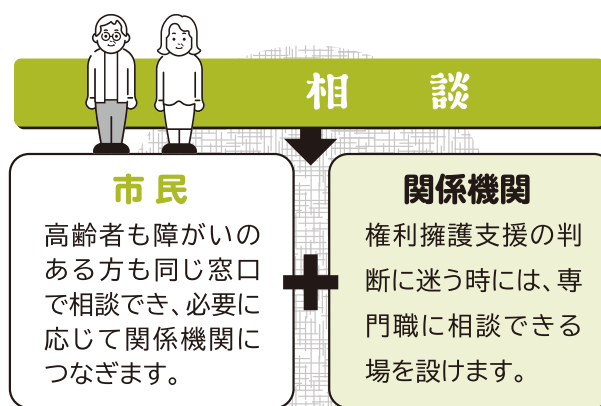 相談
市民
高齢者も障がいの
ある方も同じ窓口
で相談でき、必要に
応じて関係機関に
つなぎます。
関係機関
権利擁護支援の判
断に迷う時には、専
門職に相談できる
場を設けます。